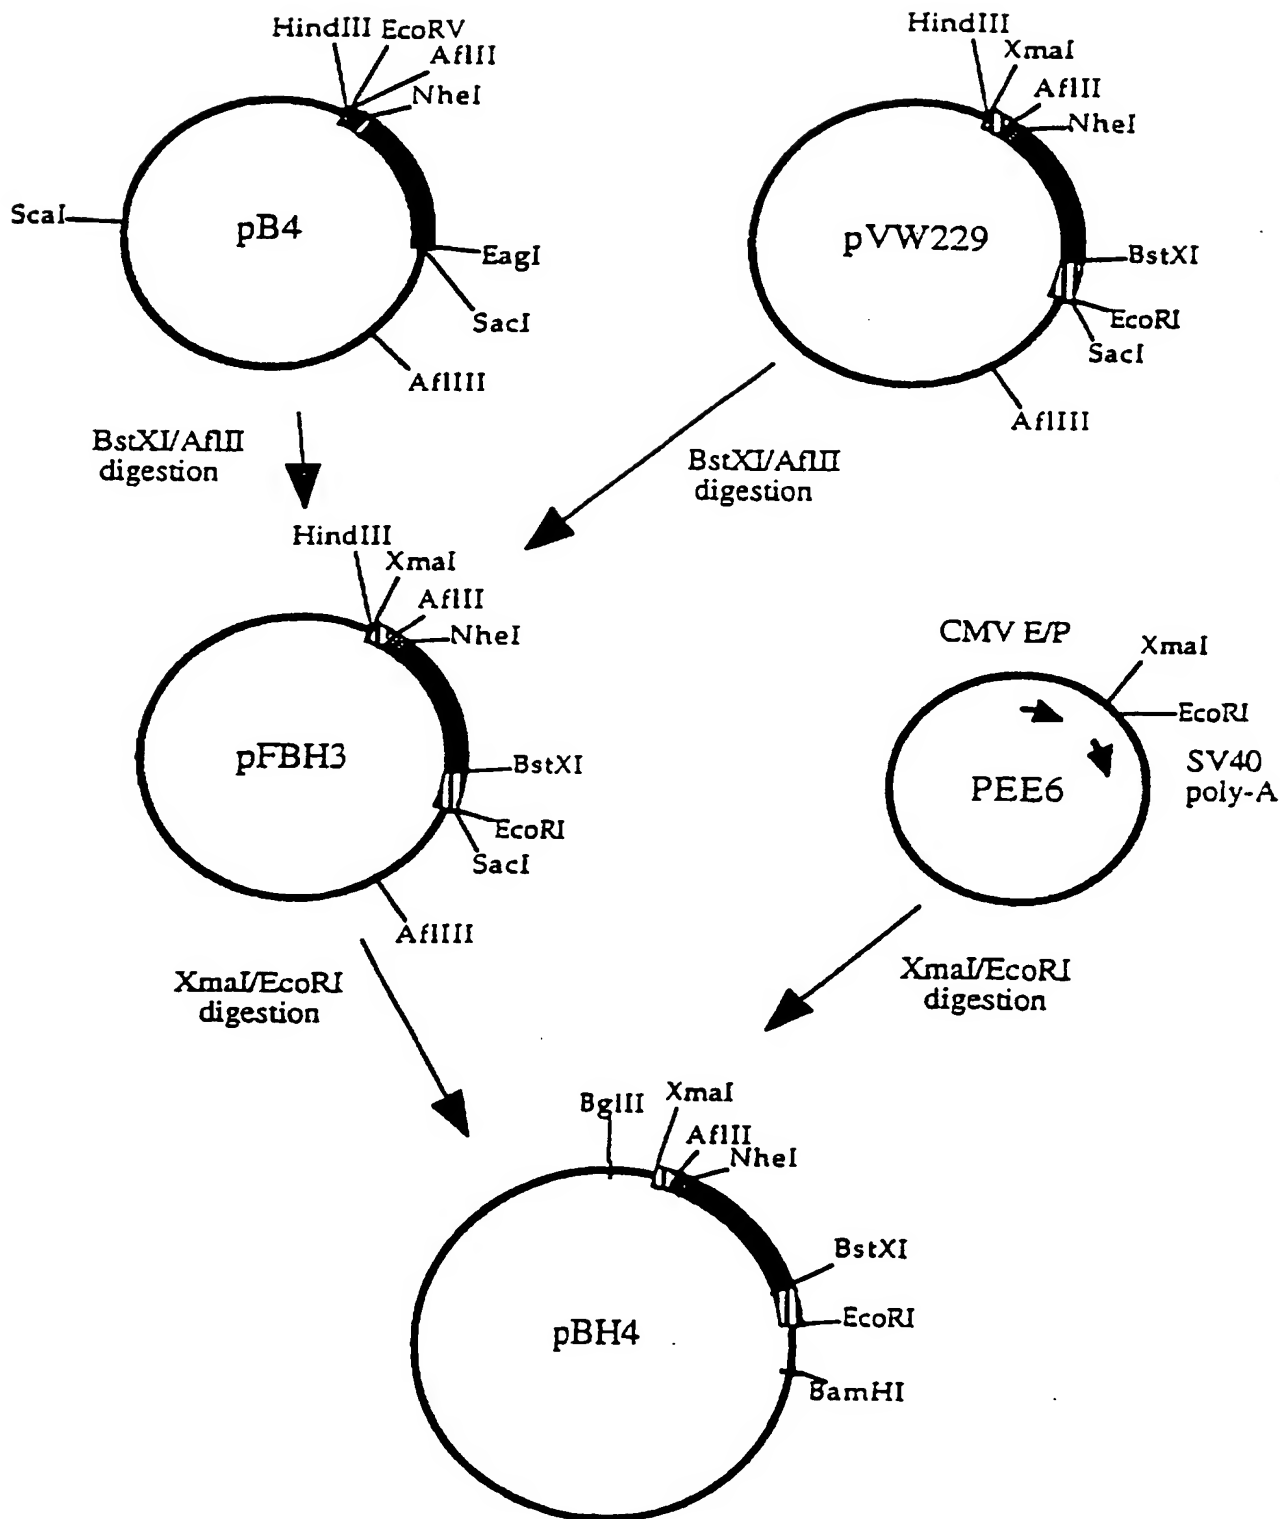 HindIII EcoRV
AflII
NheI
ScaI
pB4
EagI
SacI
AflIII
HindIII
XmaI
AflII
NheI
pVW229
BstXI
EcoRI
SacI
AflIII
BstXI/AflII
digestion
BstXI/AflII
digestion
HindIII
XmaI
AflII
NheI
pFBH3
BstXI
EcoRI
SacI
AflIII
CMV E/P
XmaI
EcoRI
SV40
poly-A
PEE6
XmaI/EcoRI
digestion
XmaI/EcoRI
digestion
BglII
XmaI
AflII
NheI
pBH4
BstXI
EcoRI
BamHI